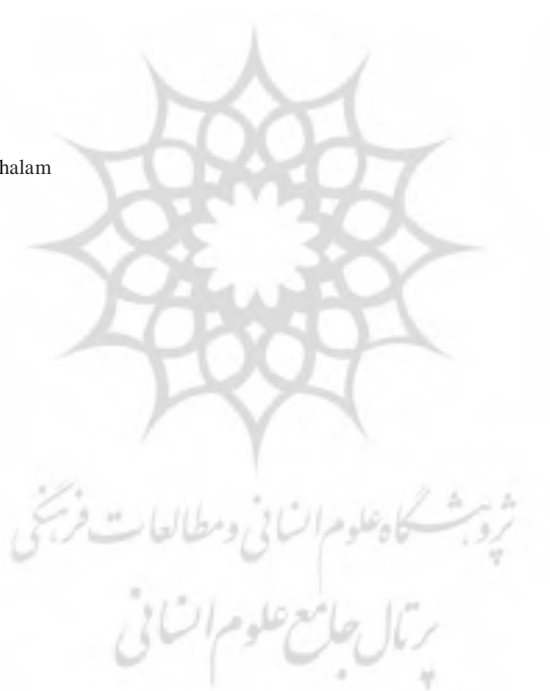 halam
پژوهشگاه علوم انسانی و مطالعات فرهنگی
پرتال جامع علوم انسانی